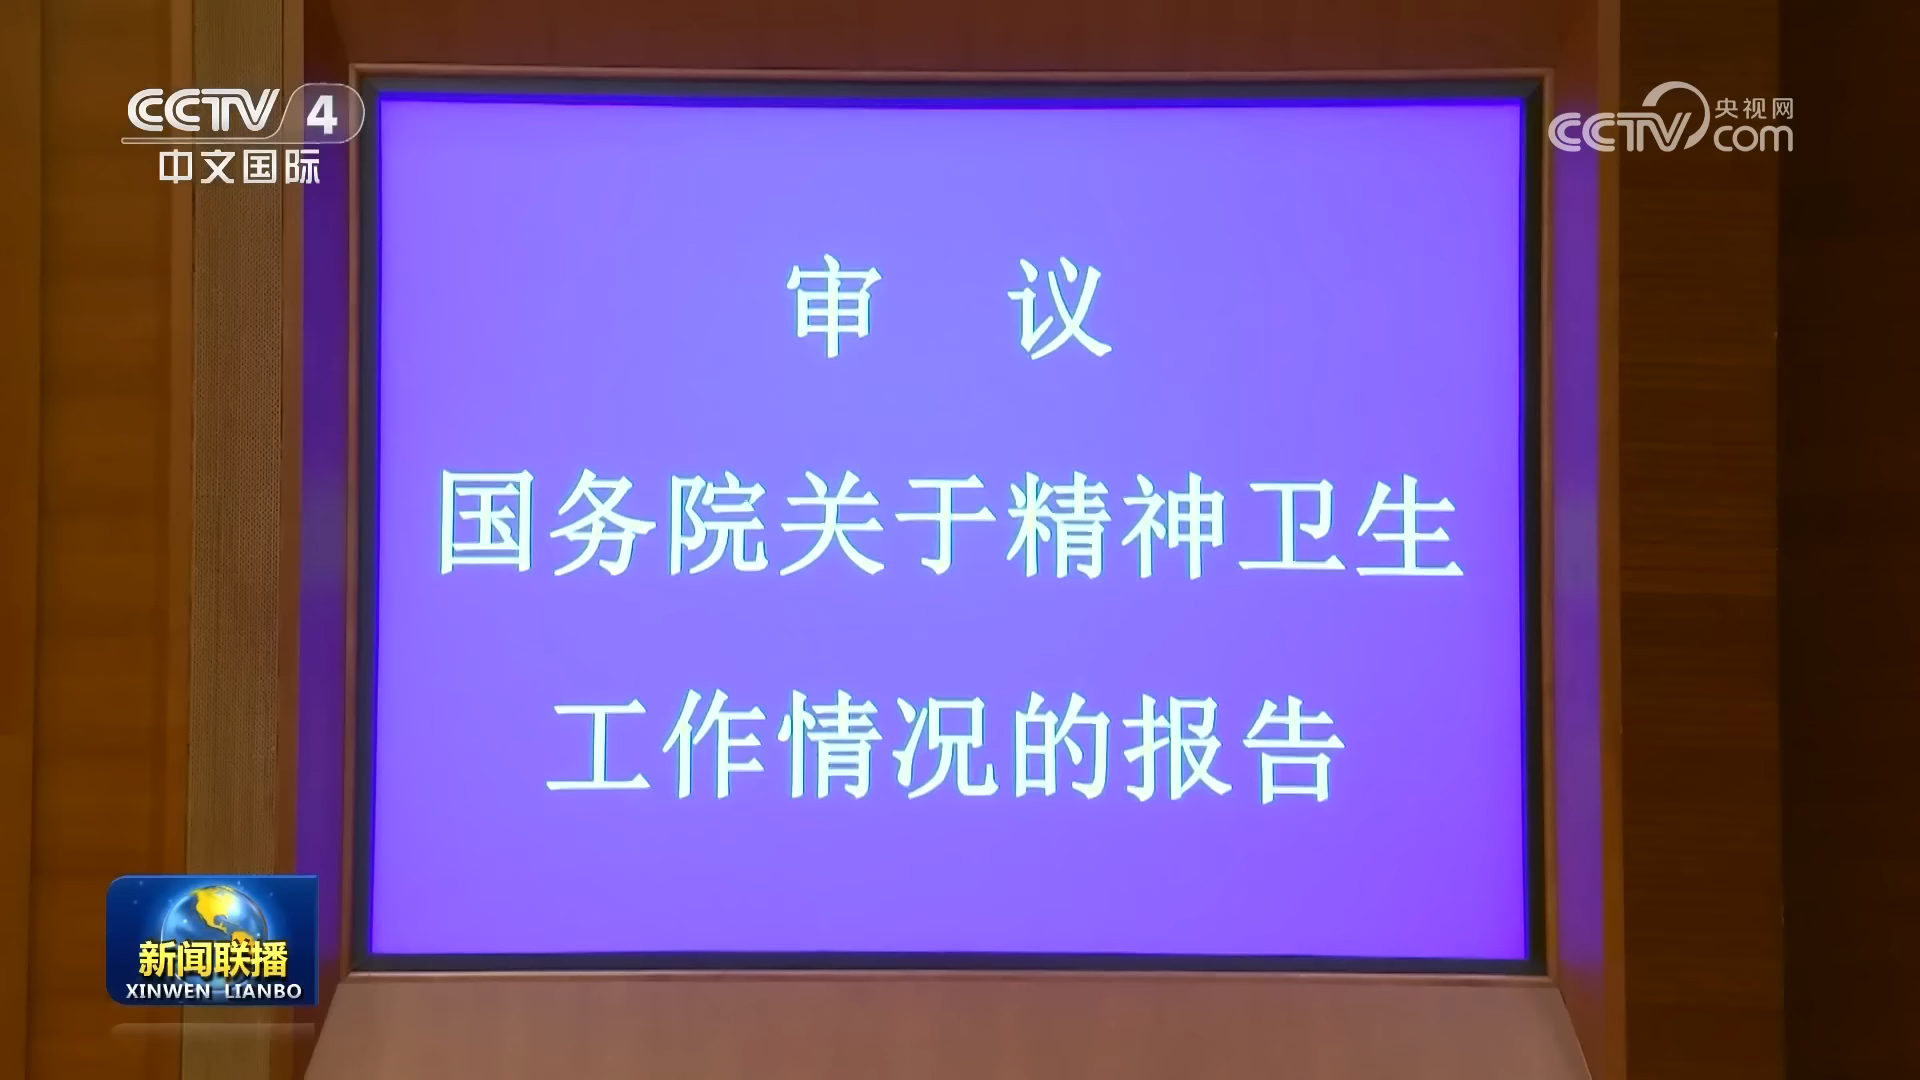 CCTV 4
中文国际
CCTV.com 央视网
审 议
国务院关于精神卫生
工作情况的报告
新闻联播
XINWEN LIANBO